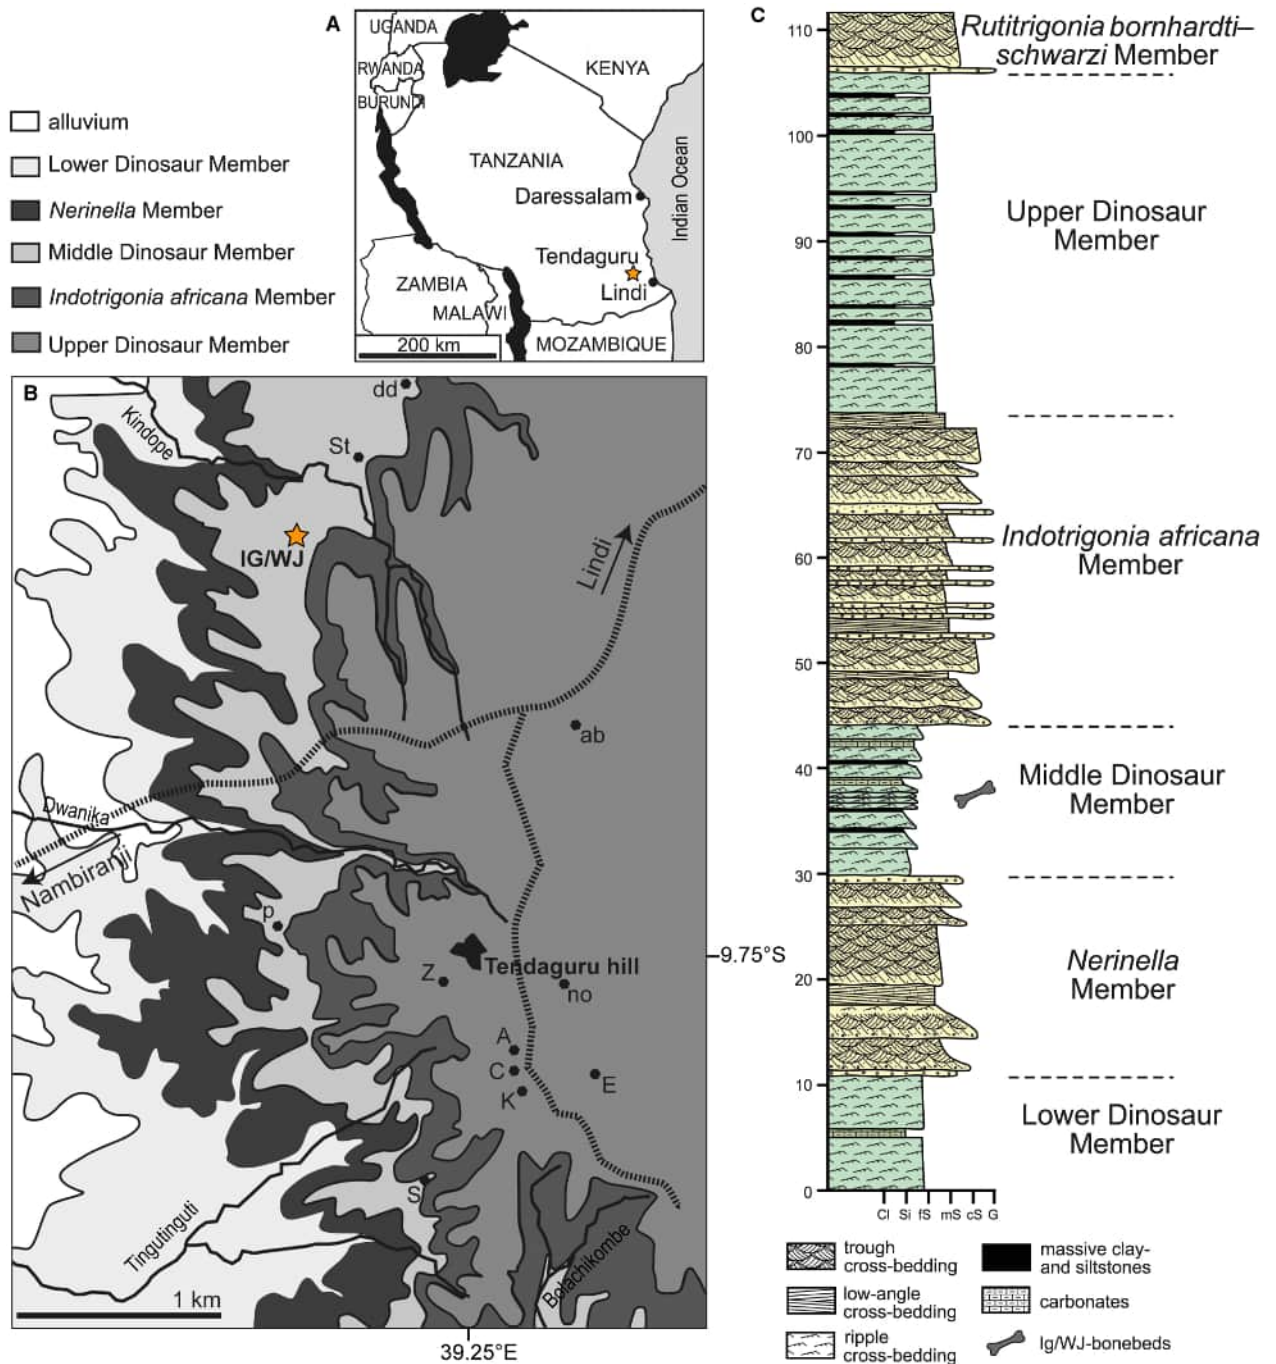 A
UGANDA
RWANDA
BURUNDI
KENYA
TANZANIA
Daressalam
Indian Ocean
Tendaguru
Lindi
ZAMBIA
MALAWI
MOZAMBIQUE
200 km
alluvium
Lower Dinosaur Member
Nerinella Member
Middle Dinosaur Member
Indotrigonia africana Member
Upper Dinosaur Member
B
dd
Kindope
St
IG/WJ
Lindi
ab
Dwanika
Nambiranji
p
Z
Tendaguru hill
no
A
C
E
K
S
Tingutinguti
Bolachikombe
1 km
9.75°S
39.25°E
C
110
100
90
80
70
60
50
40
30
20
10
0
Cl Si fS mS cS G
Rutitrigonia bornhardti–
schwarzi Member
Upper Dinosaur
Member
Indotrigonia africana
Member
Middle Dinosaur
Member
Nerinella
Member
Lower Dinosaur
Member
trough
cross-bedding
low-angle
cross-bedding
ripple
cross-bedding
massive clay-
and siltstones
carbonates
Ig/WJ-bonebeds